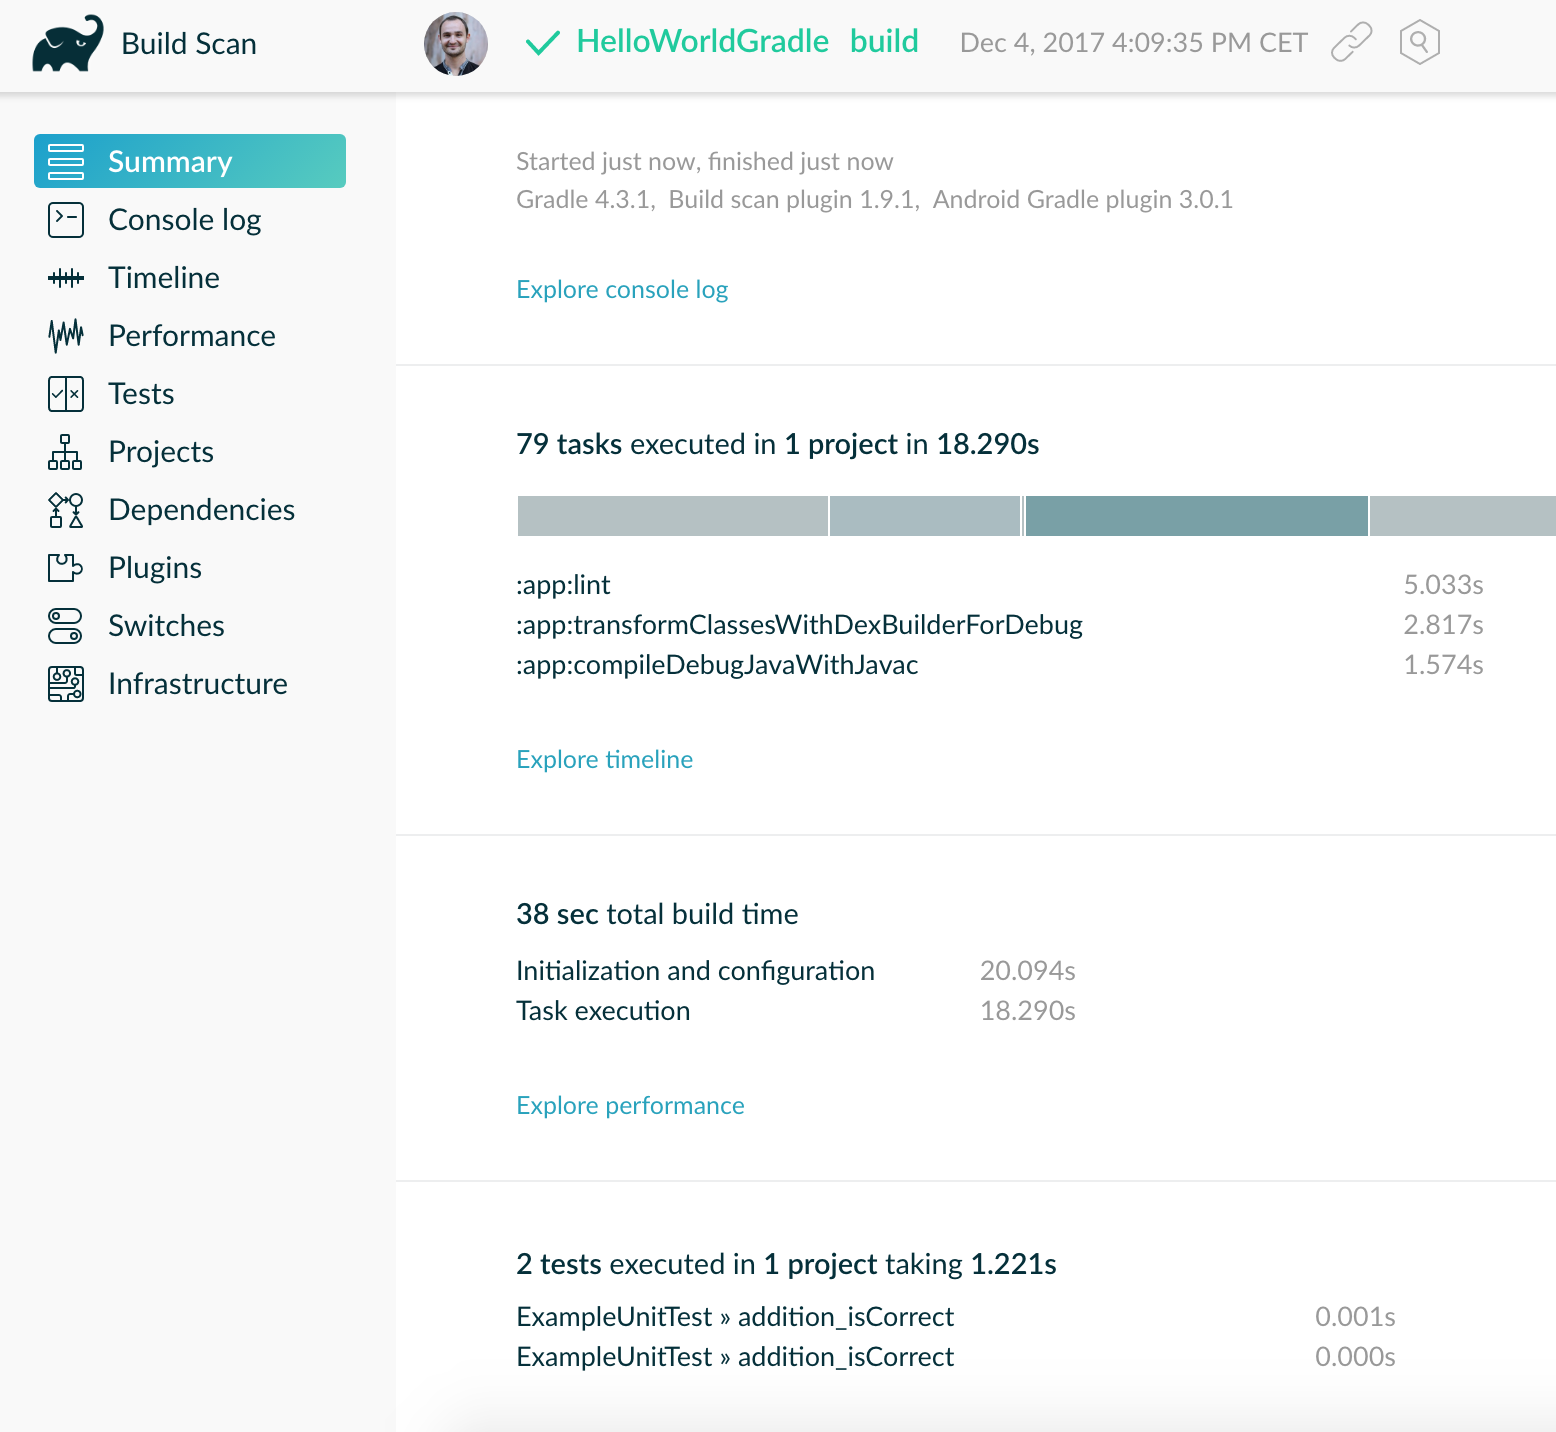 Build Scan
HelloWorldGradle build Dec 4, 2017 4:09:35 PM CET
Summary
Console log
Timeline
Performance
Tests
Projects
Dependencies
Plugins
Switches
Infrastructure
Started just now, finished just now
Gradle 4.3.1, Build scan plugin 1.9.1, Android Gradle plugin 3.0.1
Explore console log
79 tasks executed in 1 project in 18.290s
:app:lint 5.033s
:app:transformClassesWithDexBuilderForDebug 2.817s
:app:compileDebugJavaWithJavac 1.574s
Explore timeline
38 sec total build time
Initialization and configuration 20.094s
Task execution 18.290s
Explore performance
2 tests executed in 1 project taking 1.221s
ExampleUnitTest » addition_isCorrect 0.001s
ExampleUnitTest » addition_isCorrect 0.000s